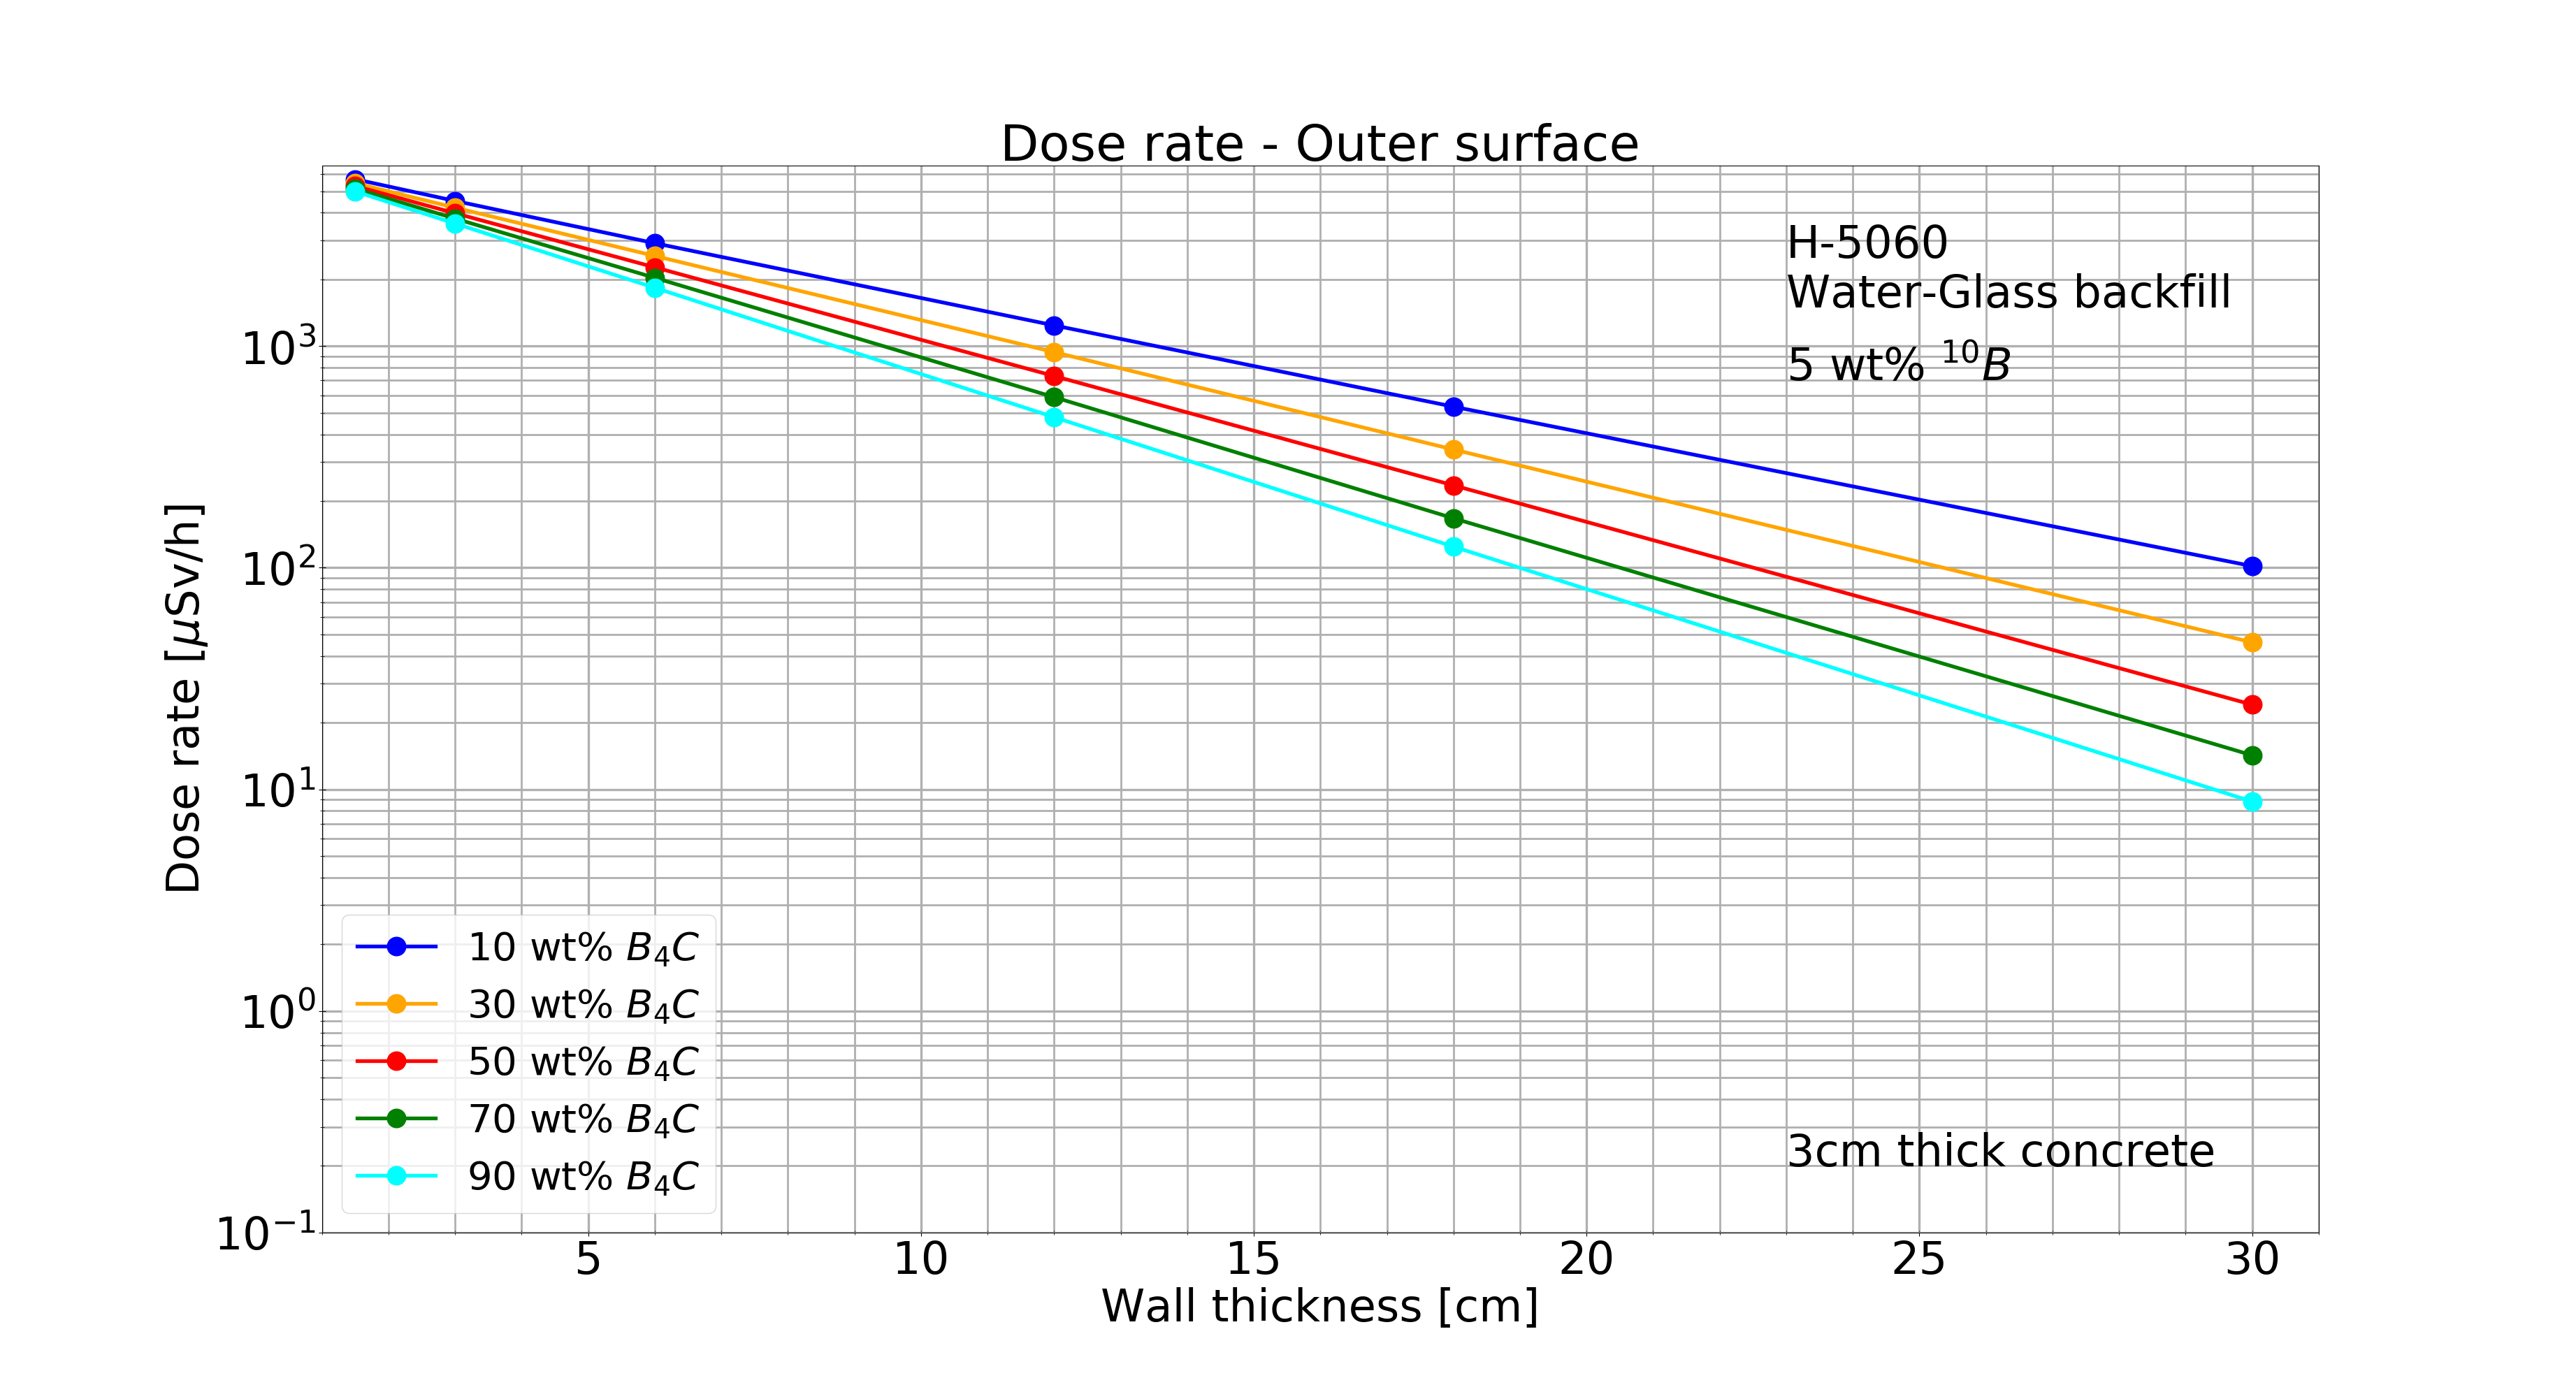 Dose rate - Outer surface
H-5060
Water-Glass backfill
5 wt% ¹⁰B
3cm thick concrete
Dose rate [μSv/h]
10³
10²
10¹
10⁰
10⁻¹
10 wt% B₄C
30 wt% B₄C
50 wt% B₄C
70 wt% B₄C
90 wt% B₄C
5 10 15 20 25 30
Wall thickness [cm]